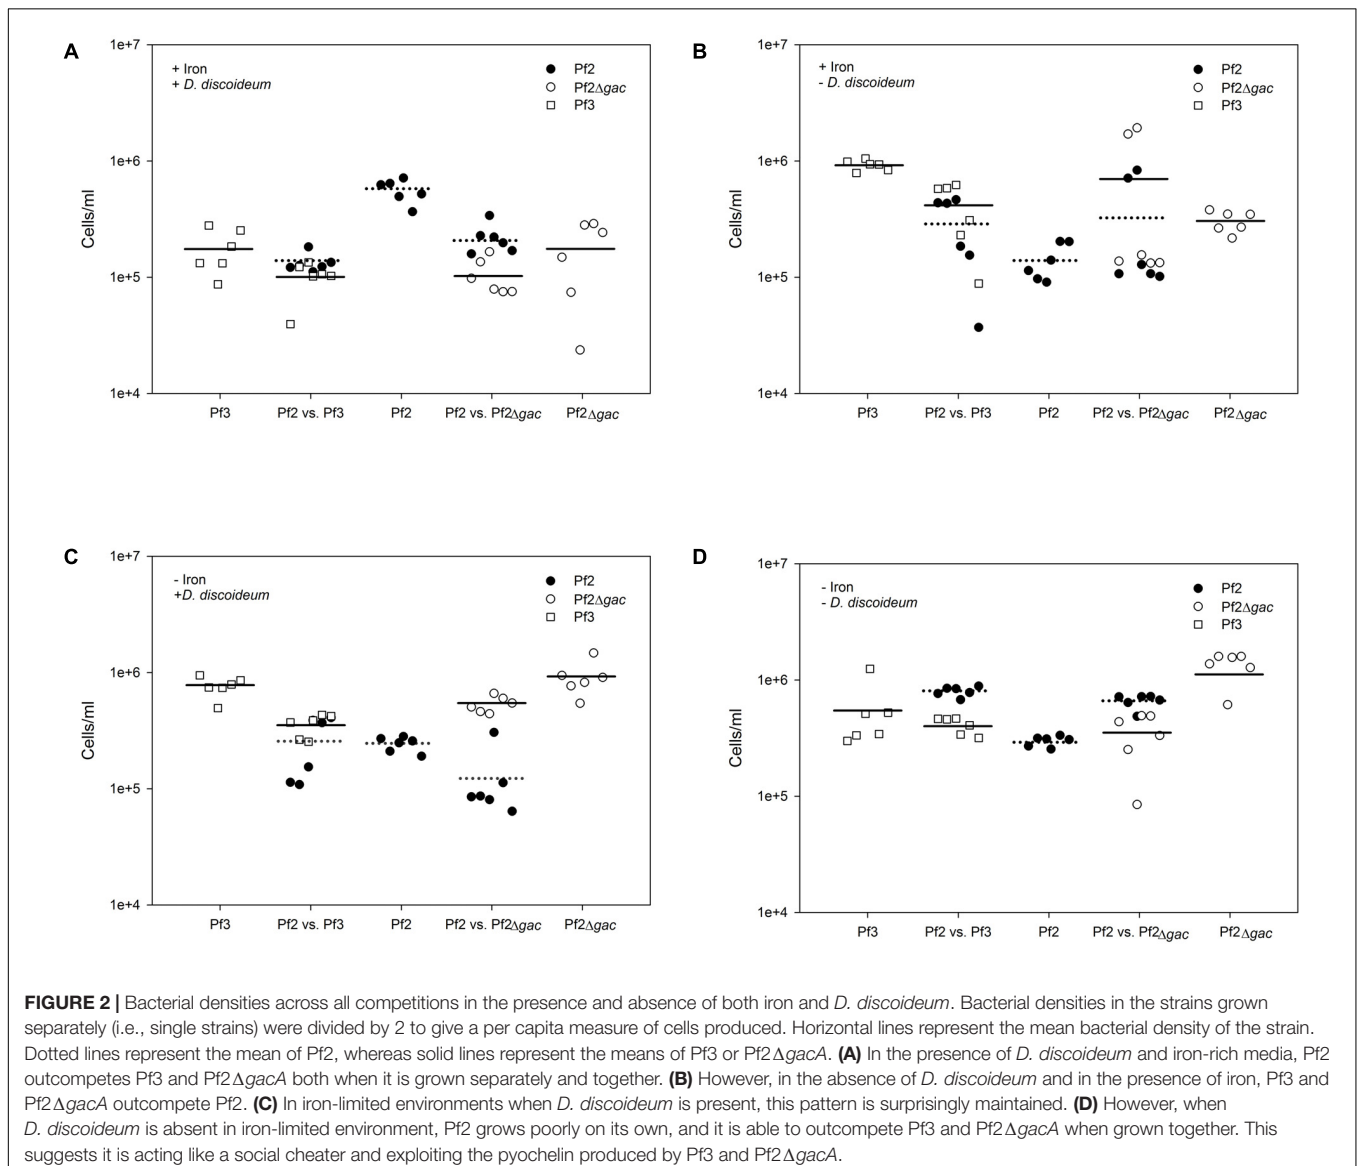 A
1e+7
1e+6
1e+5
1e+4
Cells/ml
+ Iron
+ D. discoideum
Pf2
Pf2Δgac
Pf3
Pf3
Pf2 vs. Pf3
Pf2
Pf2 vs. Pf2Δgac
Pf2Δgac
B
1e+7
1e+6
1e+5
1e+4
Cells/ml
+ Iron
- D. discoideum
Pf2
Pf2Δgac
Pf3
Pf3
Pf2 vs. Pf3
Pf2
Pf2 vs. Pf2Δgac
Pf2Δgac
C
1e+7
1e+6
1e+5
1e+4
Cells/ml
- Iron
+D. discoideum
Pf2
Pf2Δgac
Pf3
Pf3
Pf2 vs. Pf3
Pf2
Pf2 vs. Pf2Δgac
Pf2Δgac
D
1e+7
1e+6
1e+5
1e+4
Cells/ml
- Iron
- D. discoideum
Pf2
Pf2Δgac
Pf3
Pf3
Pf2 vs. Pf3
Pf2
Pf2 vs. Pf2Δgac
Pf2Δgac
FIGURE 2 | Bacterial densities across all competitions in the presence and absence of both iron and D. discoideum. Bacterial densities in the strains grown
separately (i.e., single strains) were divided by 2 to give a per capita measure of cells produced. Horizontal lines represent the mean bacterial density of the strain.
Dotted lines represent the mean of Pf2, whereas solid lines represent the means of Pf3 or Pf2ΔgacA. (A) In the presence of D. discoideum and iron-rich media, Pf2
outcompetes Pf3 and Pf2ΔgacA both when it is grown separately and together. (B) However, in the absence of D. discoideum and in the presence of iron, Pf3 and
Pf2ΔgacA outcompete Pf2. (C) In iron-limited environments when D. discoideum is present, this pattern is surprisingly maintained. (D) However, when
D. discoideum is absent in iron-limited environment, Pf2 grows poorly on its own, and it is able to outcompete Pf3 and Pf2ΔgacA when grown together. This
suggests it is acting like a social cheater and exploiting the pyochelin produced by Pf3 and Pf2ΔgacA.